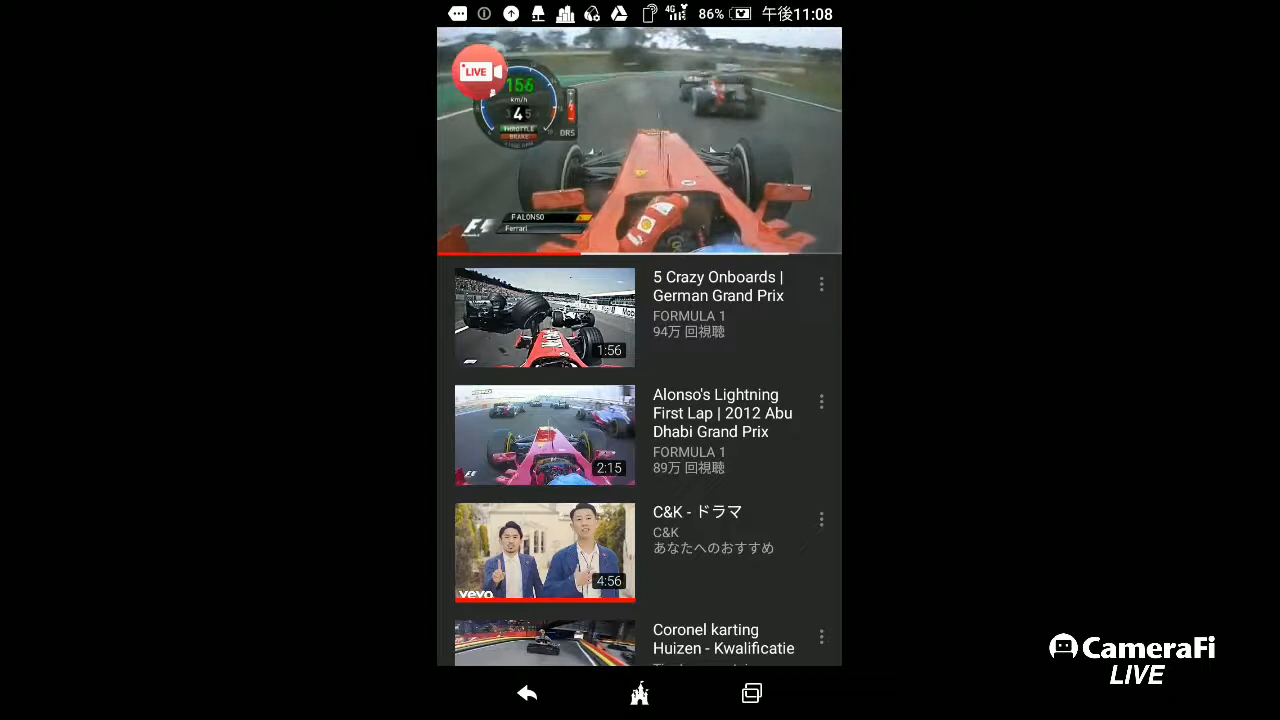 4G
86%
午後11:08
LIVE
156
km/h
4 5
THROTTLE
BRAKE
DRS
F1
F ALONSO
Ferrari
5 Crazy Onboards |
German Grand Prix
FORMULA 1
94万 回視聴
1:56
Alonso's Lightning
First Lap | 2012 Abu
Dhabi Grand Prix
FORMULA 1
89万 回視聴
2:15
C&K - ドラマ
C&K
あなたへのおすすめ
4:56
vevo
Coronel karting
Huizen - Kwalificatie
CameraFi
LIVE